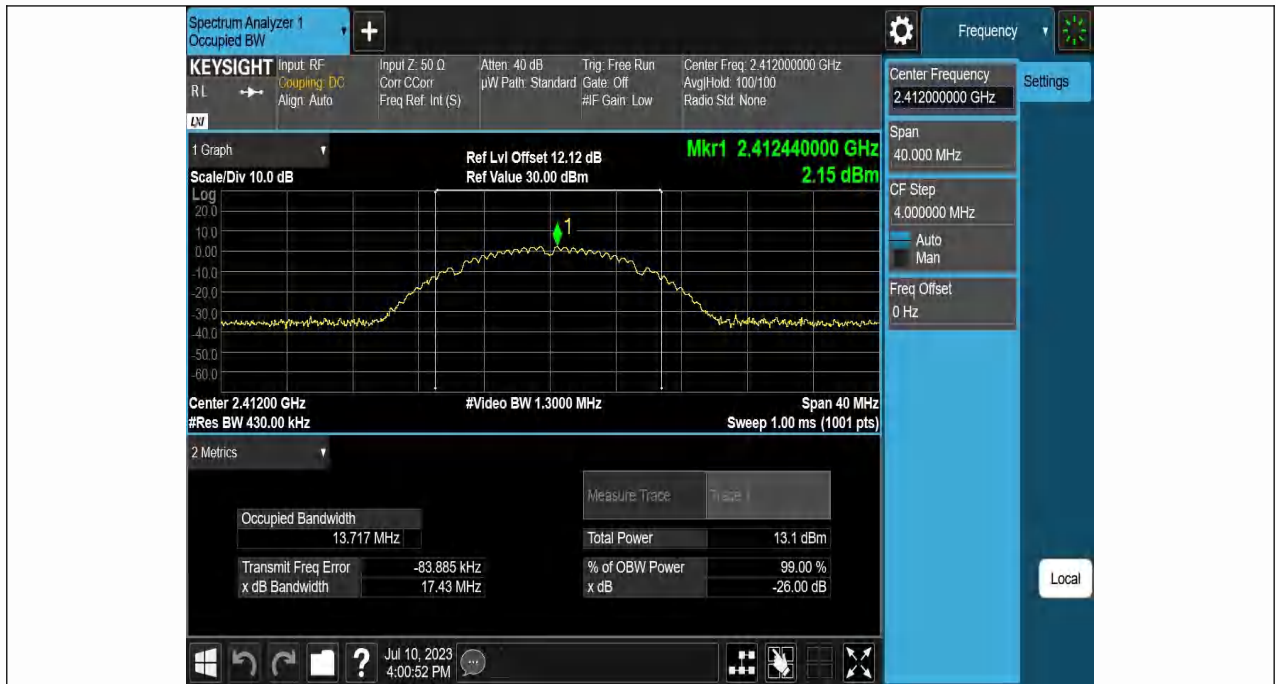 Spectrum Analyzer 1
Occupied BW
+
Frequency
KEYSIGHT
RL
LXI
Input: RF
Coupling: DC
Align: Auto
Input Z: 50 Ω
Corr CCorr
Freq Ref: Int (S)
Atten: 40 dB
µW Path: Standard
Trig: Free Run
Gate: Off
#IF Gain: Low
Center Freq: 2.412000000 GHz
Avg|Hold: 100/100
Radio Std: None
Center Frequency
2.412000000 GHz
Settings
Span
40.000 MHz
CF Step
4.000000 MHz
Auto
Man
Freq Offset
0 Hz
1 Graph
Scale/Div 10.0 dB
Ref Lvl Offset 12.12 dB
Ref Value 30.00 dBm
Mkr1 2.412440000 GHz
2.15 dBm
Log
20.0
10.0
0.00
-10.0
-20.0
-30.0
-40.0
-50.0
-60.0
1
Center 2.41200 GHz
#Video BW 1.3000 MHz
Span 40 MHz
#Res BW 430.00 kHz
Sweep 1.00 ms (1001 pts)
2 Metrics
Measure Trace
Trace 1
Occupied Bandwidth
13.717 MHz
Total Power
13.1 dBm
Transmit Freq Error
-83.885 kHz
% of OBW Power
99.00 %
x dB Bandwidth
17.43 MHz
x dB
-26.00 dB
Local
?
Jul 10, 2023
4:00:52 PM